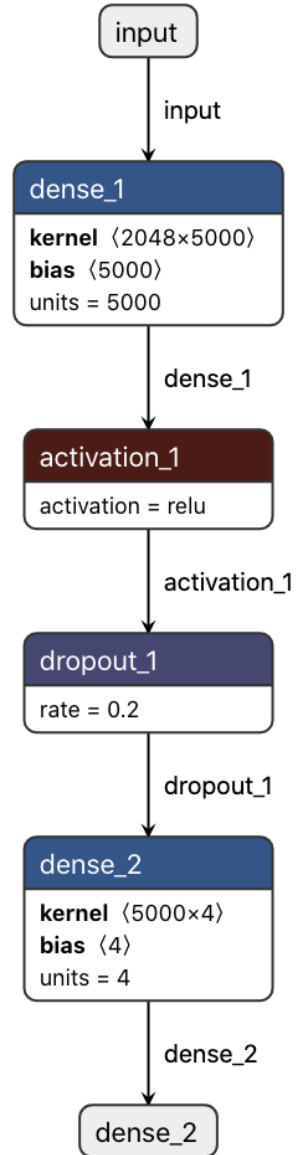 input
input
dense_1
kernel ⟨2048×5000⟩
bias ⟨5000⟩
units = 5000
dense_1
activation_1
activation = relu
activation_1
dropout_1
rate = 0.2
dropout_1
dense_2
kernel ⟨5000×4⟩
bias ⟨4⟩
units = 4
dense_2
dense_2